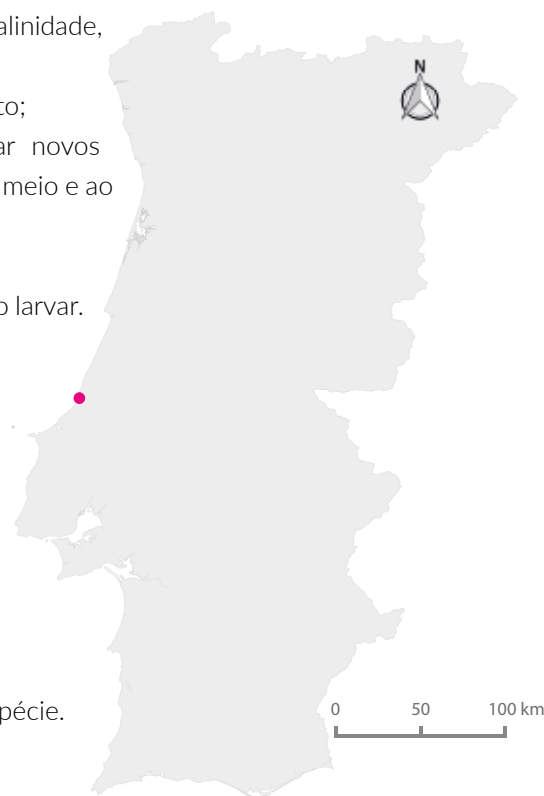 alinidade,
to;
ar novos
meio e ao
o larvar.
pécie.
N
0 50 100 km